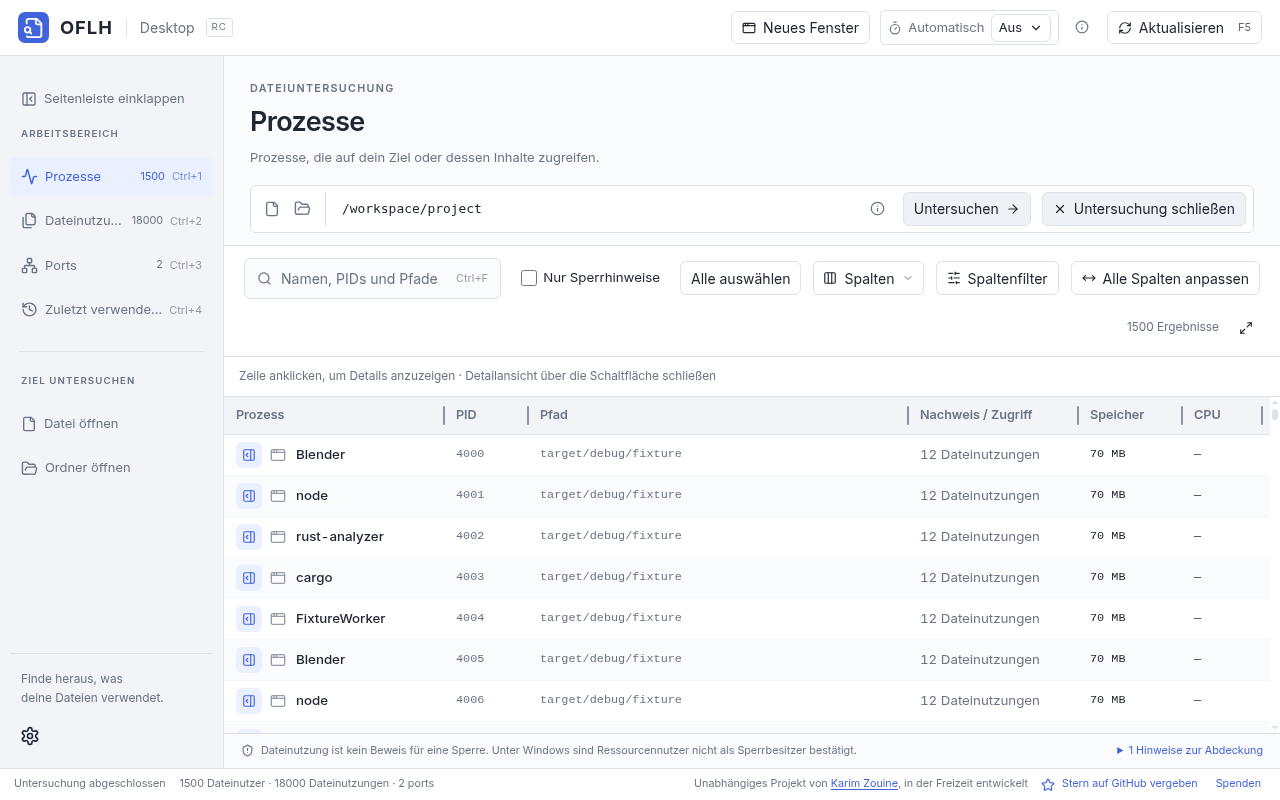 OFLH Desktop RC Neues Fenster Automatisch Aus Aktualisieren F5
Seitenleiste einklappen
ARBEITSBEREICH
Prozesse 1500 Ctrl+1
Dateinutzu... 18000 Ctrl+2
Ports 2 Ctrl+3
Zuletzt verwende... Ctrl+4
ZIEL UNTERSUCHEN
Datei öffnen
Ordner öffnen
Finde heraus, was
deine Dateien verwendet.
DATEIUNTERSUCHUNG
Prozesse
Prozesse, die auf dein Ziel oder dessen Inhalte zugreifen.
/workspace/project Untersuchen Untersuchung schließen
Namen, PIDs und Pfade Ctrl+F Nur Sperrhinweise Alle auswählen Spalten Spaltenfilter Alle Spalten anpassen
1500 Ergebnisse
Zeile anklicken, um Details anzuzeigen · Detailansicht über die Schaltfläche schließen
Prozess PID Pfad Nachweis / Zugriff Speicher CPU
Blender 4000 target/debug/fixture 12 Dateinutzungen 70 MB –
node 4001 target/debug/fixture 12 Dateinutzungen 70 MB –
rust-analyzer 4002 target/debug/fixture 12 Dateinutzungen 70 MB –
cargo 4003 target/debug/fixture 12 Dateinutzungen 70 MB –
FixtureWorker 4004 target/debug/fixture 12 Dateinutzungen 70 MB –
Blender 4005 target/debug/fixture 12 Dateinutzungen 70 MB –
node 4006 target/debug/fixture 12 Dateinutzungen 70 MB –
Dateinutzung ist kein Beweis für eine Sperre. Unter Windows sind Ressourcennutzer nicht als Sperrbesitzer bestätigt. 1 Hinweise zur Abdeckung
Untersuchung abgeschlossen 1500 Dateinutzer · 18000 Dateinutzungen · 2 ports Unabhängiges Projekt von Karim Zouine, in der Freizeit entwickelt Stern auf GitHub vergeben Spenden